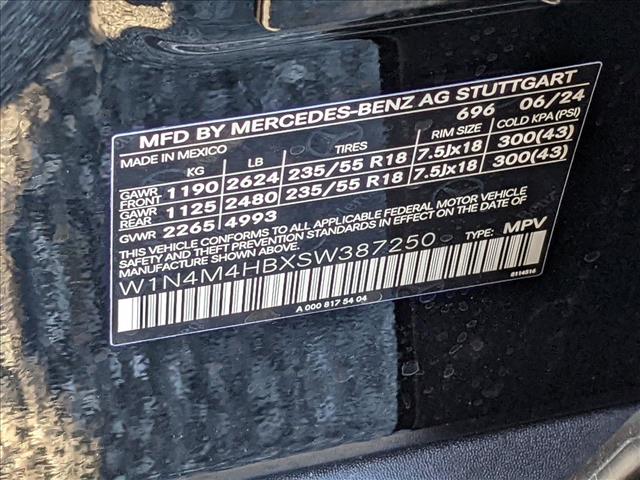 MFD BY MERCEDES-BENZ AG STUTTGART
696 06/24
MADE IN MEXICO
KG LB TIRES RIM SIZE COLD KPA (PSI)
GAWR FRONT 1190 2624 235/55 R18 7.5Jx18 300(43)
GAWR REAR 1125 2480 235/55 R18 7.5Jx18 300(43)
GVWR 2265 4993
THIS VEHICLE CONFORMS TO ALL APPLICABLE FEDERAL MOTOR VEHICLE
SAFETY AND THEFT PREVENTION STANDARDS IN EFFECT ON THE DATE OF
MANUFACTURE SHOWN ABOVE.
W1N4M4HBXSW387250 TYPE: MPV
A 000 817 54 04